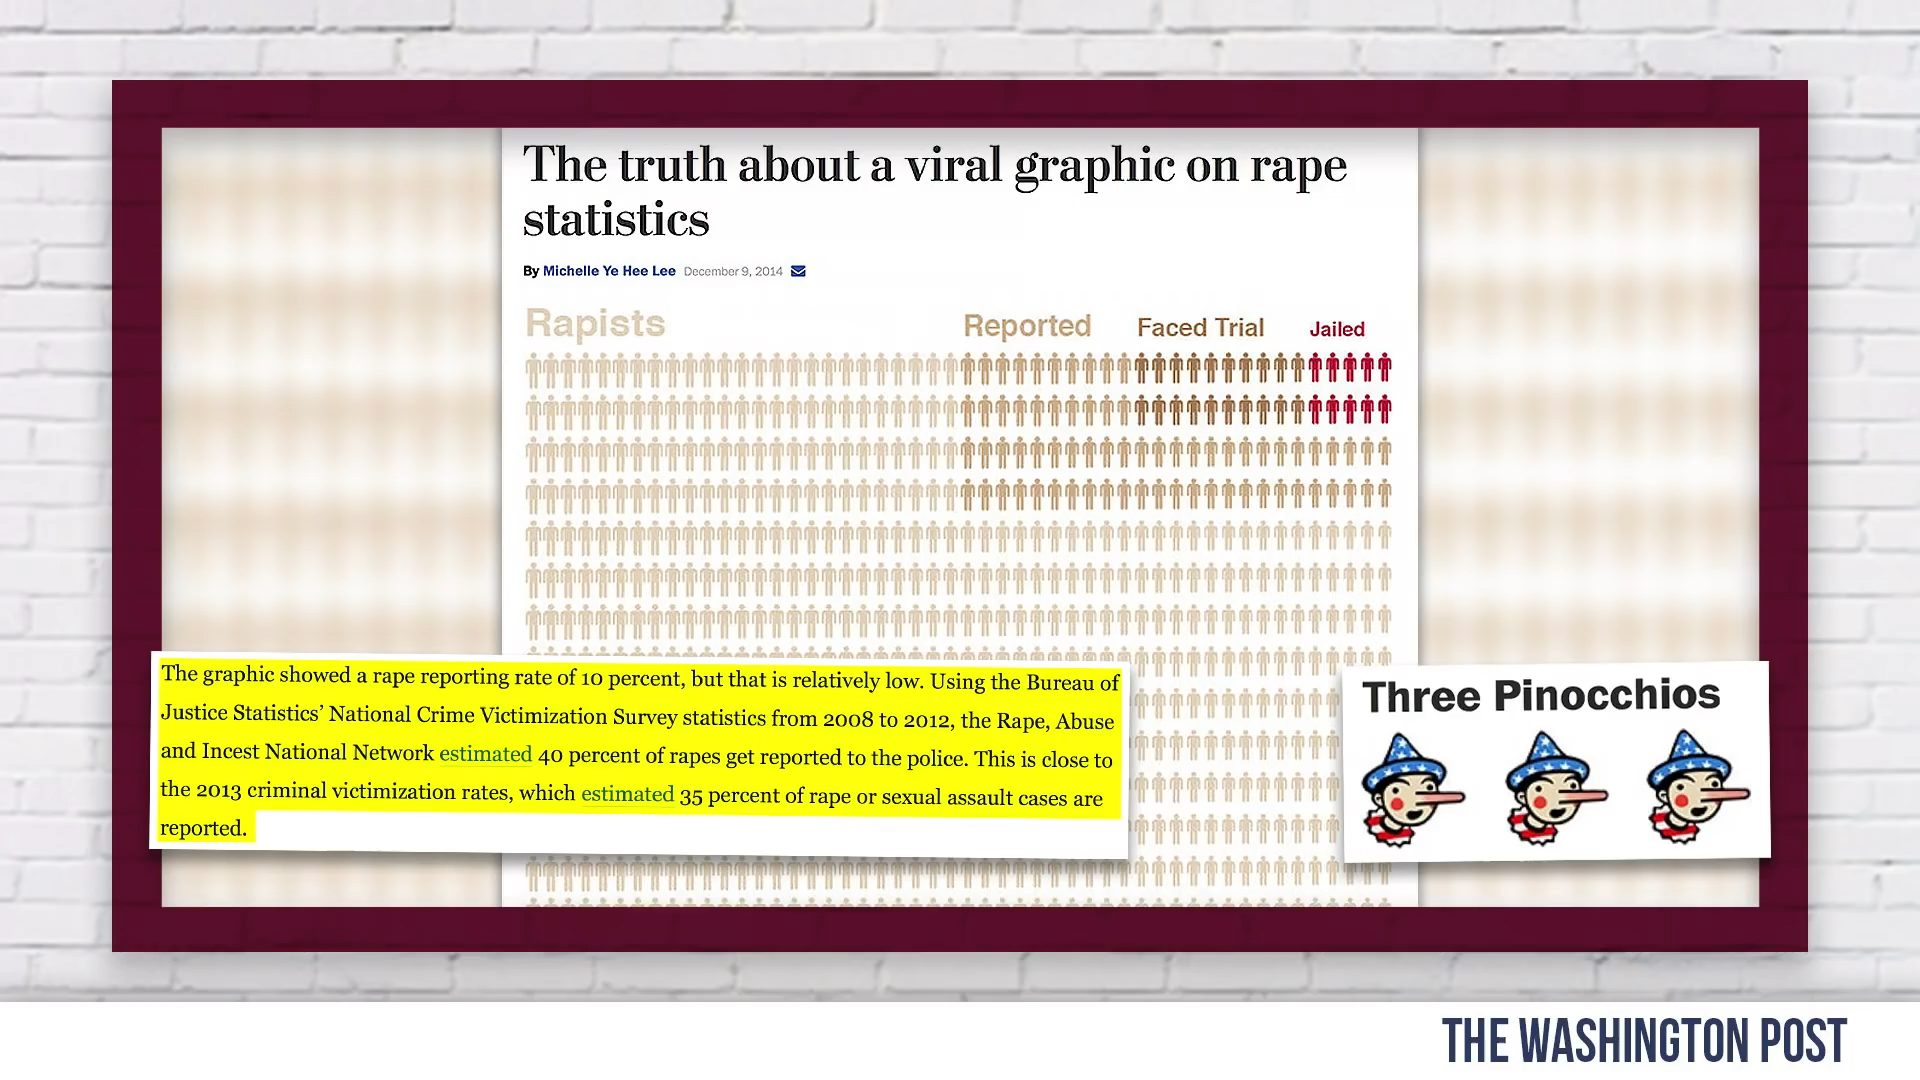 The truth about a viral graphic on rape
statistics
By Michelle Ye Hee Lee December 9, 2014
Rapists Reported Faced Trial Jailed
The graphic showed a rape reporting rate of 10 percent, but that is relatively low. Using the Bureau of
Justice Statistics’ National Crime Victimization Survey statistics from 2008 to 2012, the Rape, Abuse
and Incest National Network estimated 40 percent of rapes get reported to the police. This is close to
the 2013 criminal victimization rates, which estimated 35 percent of rape or sexual assault cases are
reported.
Three Pinocchios
THE WASHINGTON POST